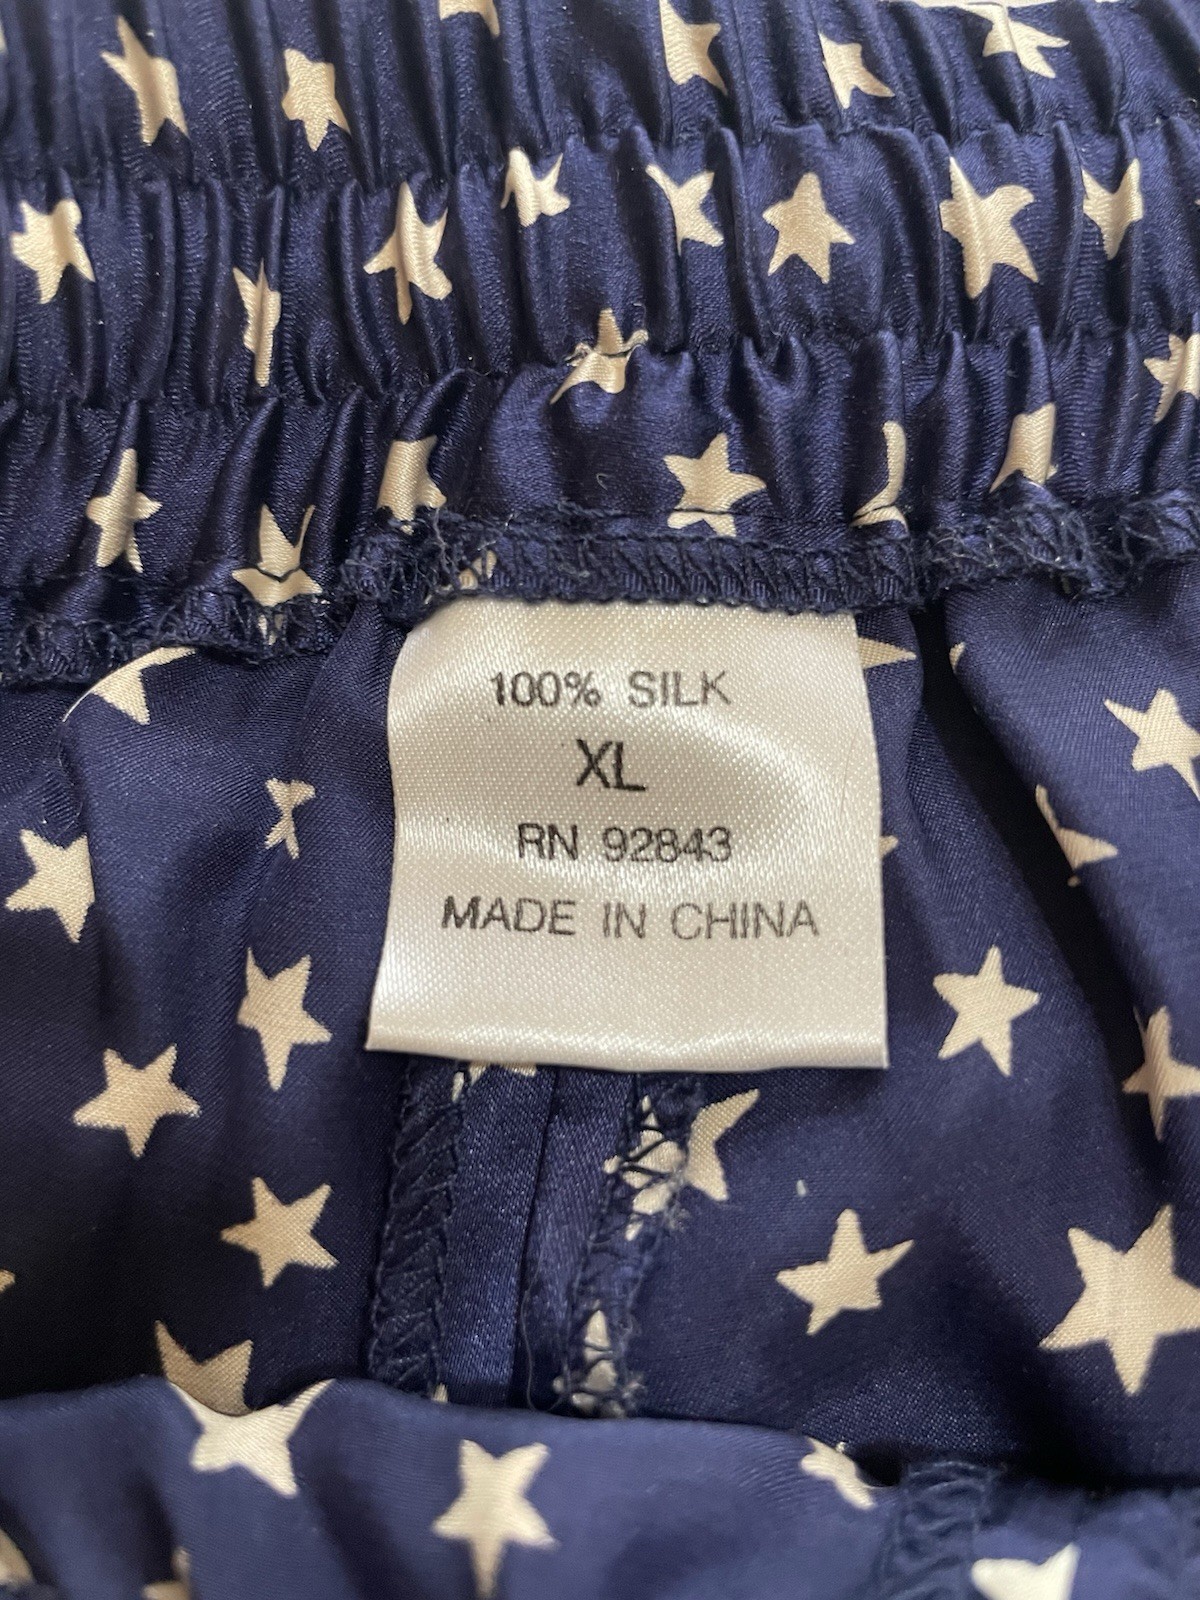 100% SILK
XL
RN 92843
MADE IN CHINA